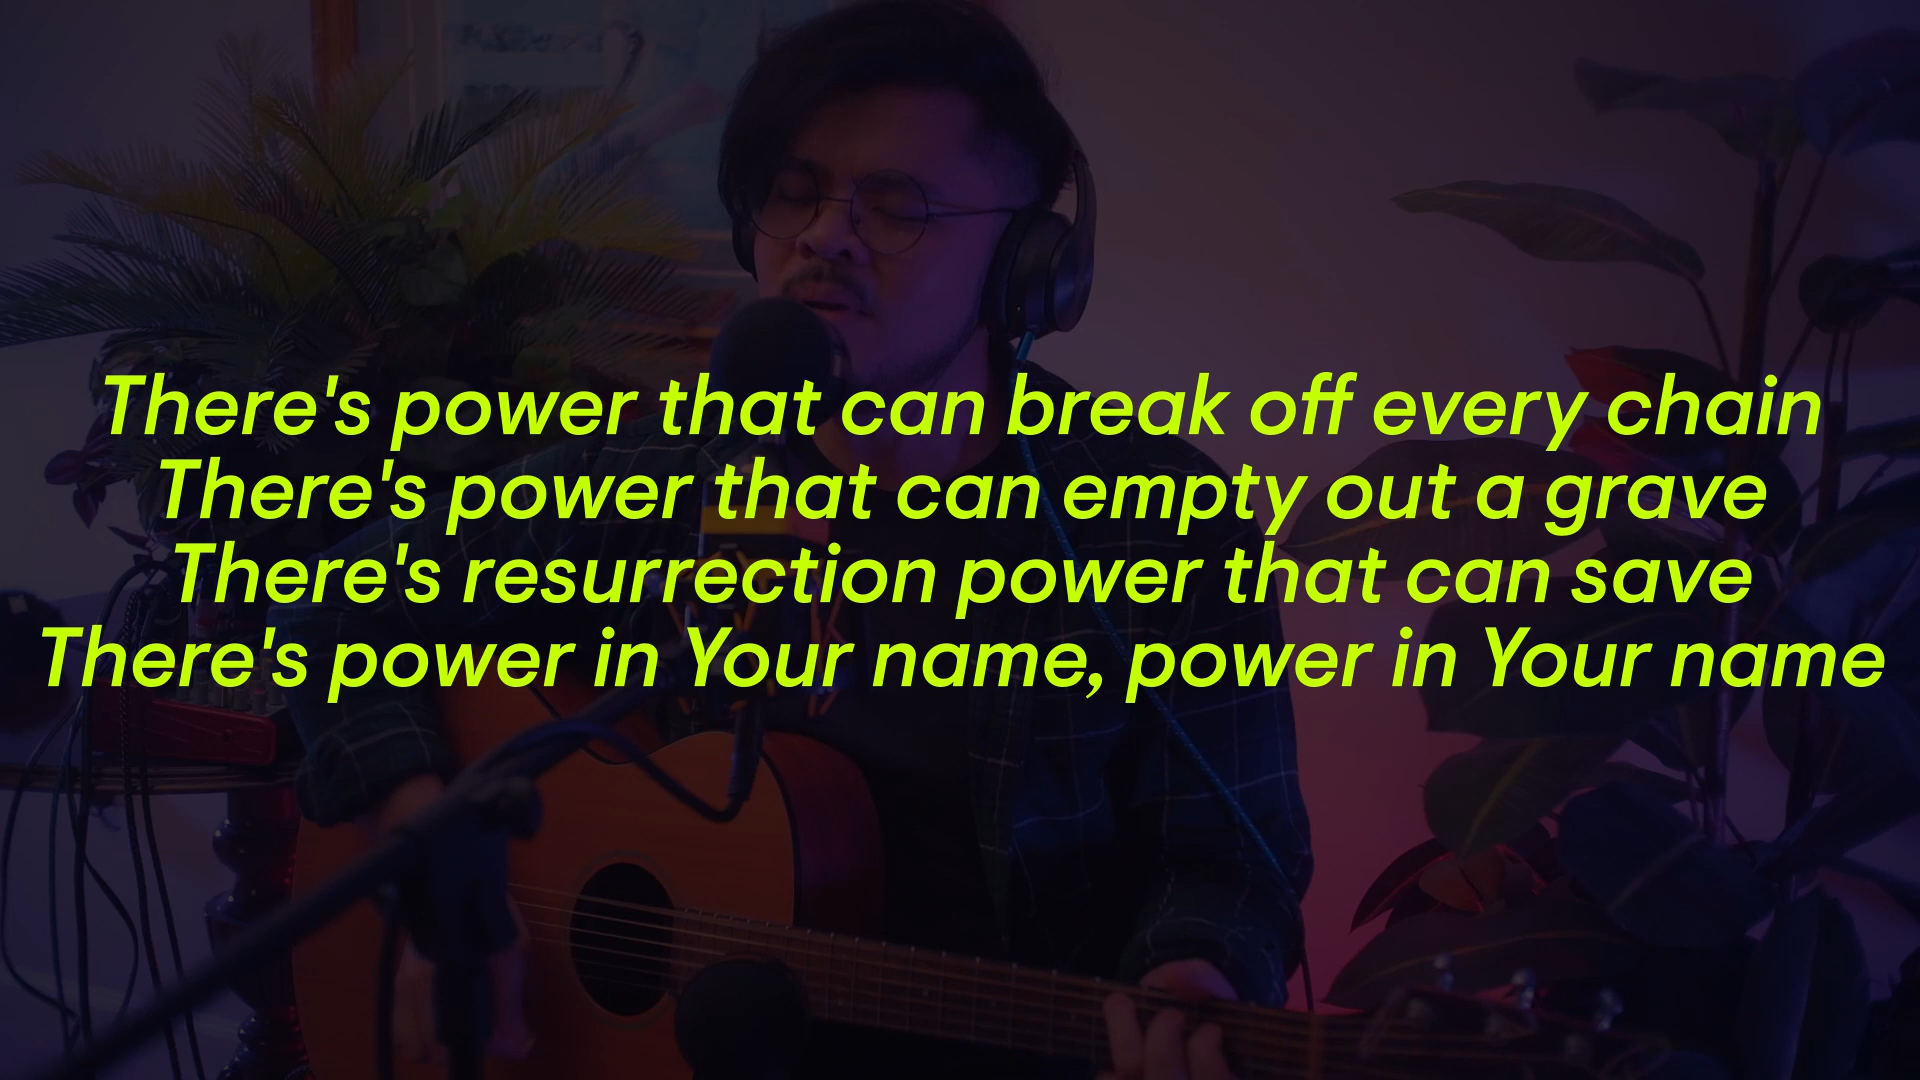 There's power that can break off every chain
There's power that can empty out a grave
There's resurrection power that can save
There's power in Your name, power in Your name